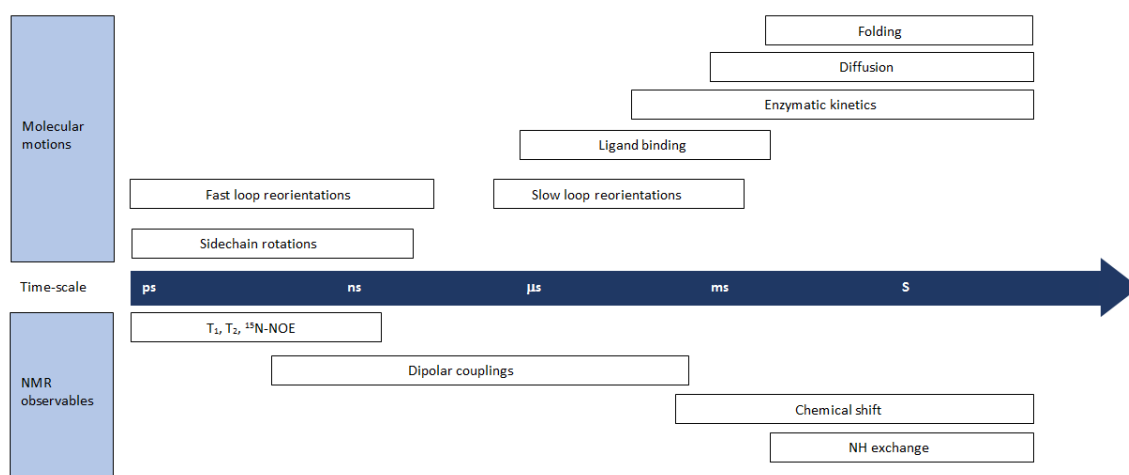 Folding
Diffusion
Enzymatic kinetics
Molecular
motions
Ligand binding
Fast loop reorientations
Slow loop reorientations
Sidechain rotations
Time-scale
ps
ns
µs
ms
S
T₁, T₂, ¹⁵N-NOE
Dipolar couplings
NMR
observables
Chemical shift
NH exchange